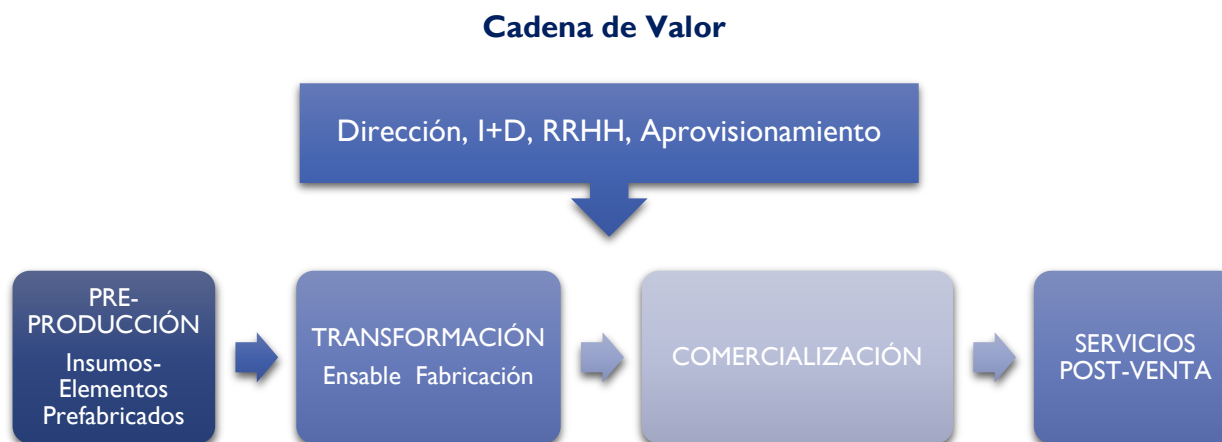 Cadena de Valor
Dirección, I+D, RRHH, Aprovisionamiento
PRE-
PRODUCCIÓN
Insumos-
Elementos
Prefabricados
TRANSFORMACIÓN
Ensable Fabricación
COMERCIALIZACIÓN
SERVICIOS
POST-VENTA